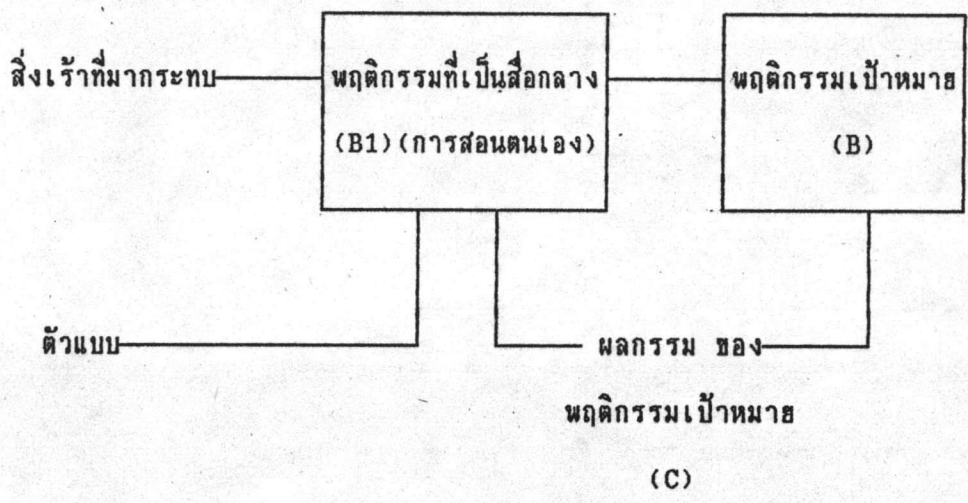 สิ่งเร้าที่มากระทบ
พฤติกรรมที่เป็นสื่อกลาง
(B1)(การสอนตนเอง)
พฤติกรรมเป้าหมาย
(B)
ตัวแบบ
ผลกรรม ของ
พฤติกรรมเป้าหมาย
(C)